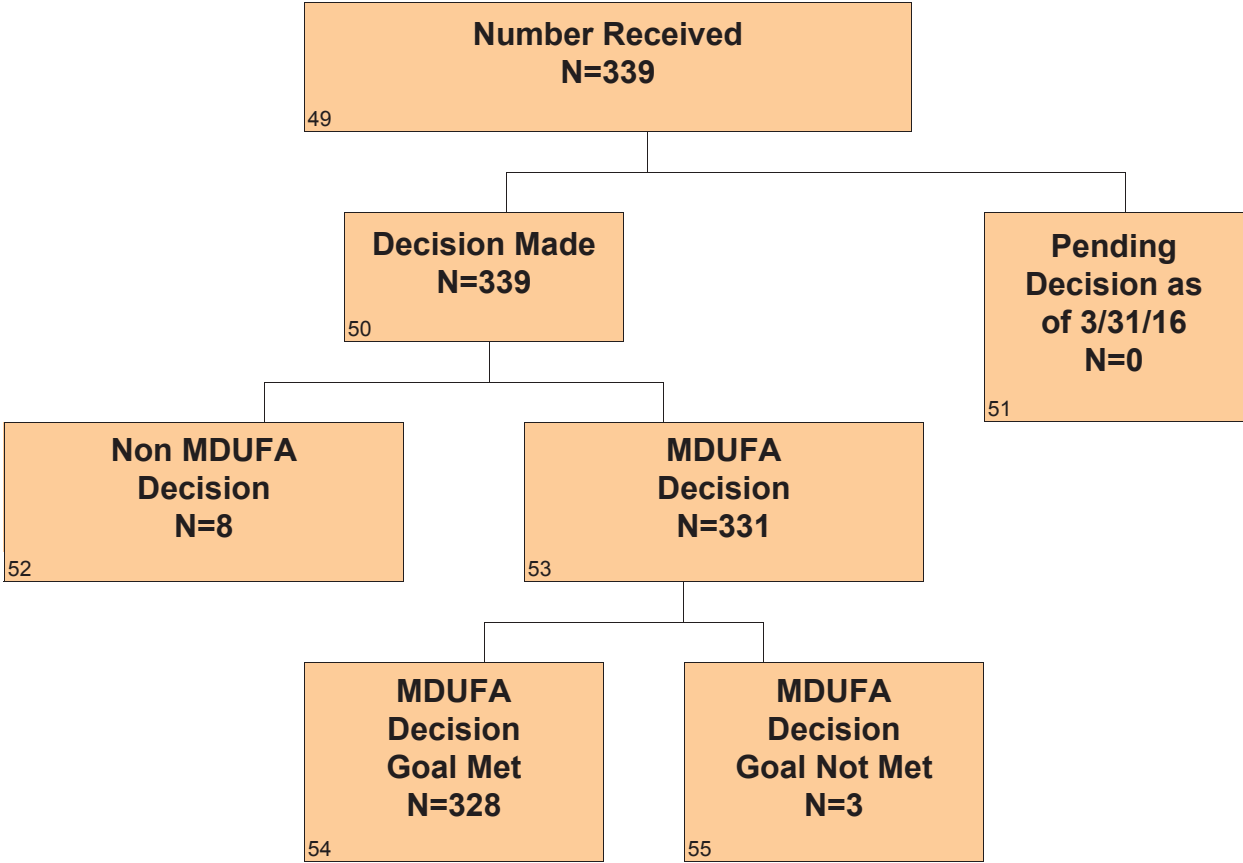 Number Received
N=339
49
Decision Made
N=339
50
Pending
Decision as
of 3/31/16
N=0
51
Non MDUFA
Decision
N=8
52
MDUFA
Decision
N=331
53
MDUFA
Decision
Goal Met
N=328
54
MDUFA
Decision
Goal Not Met
N=3
55